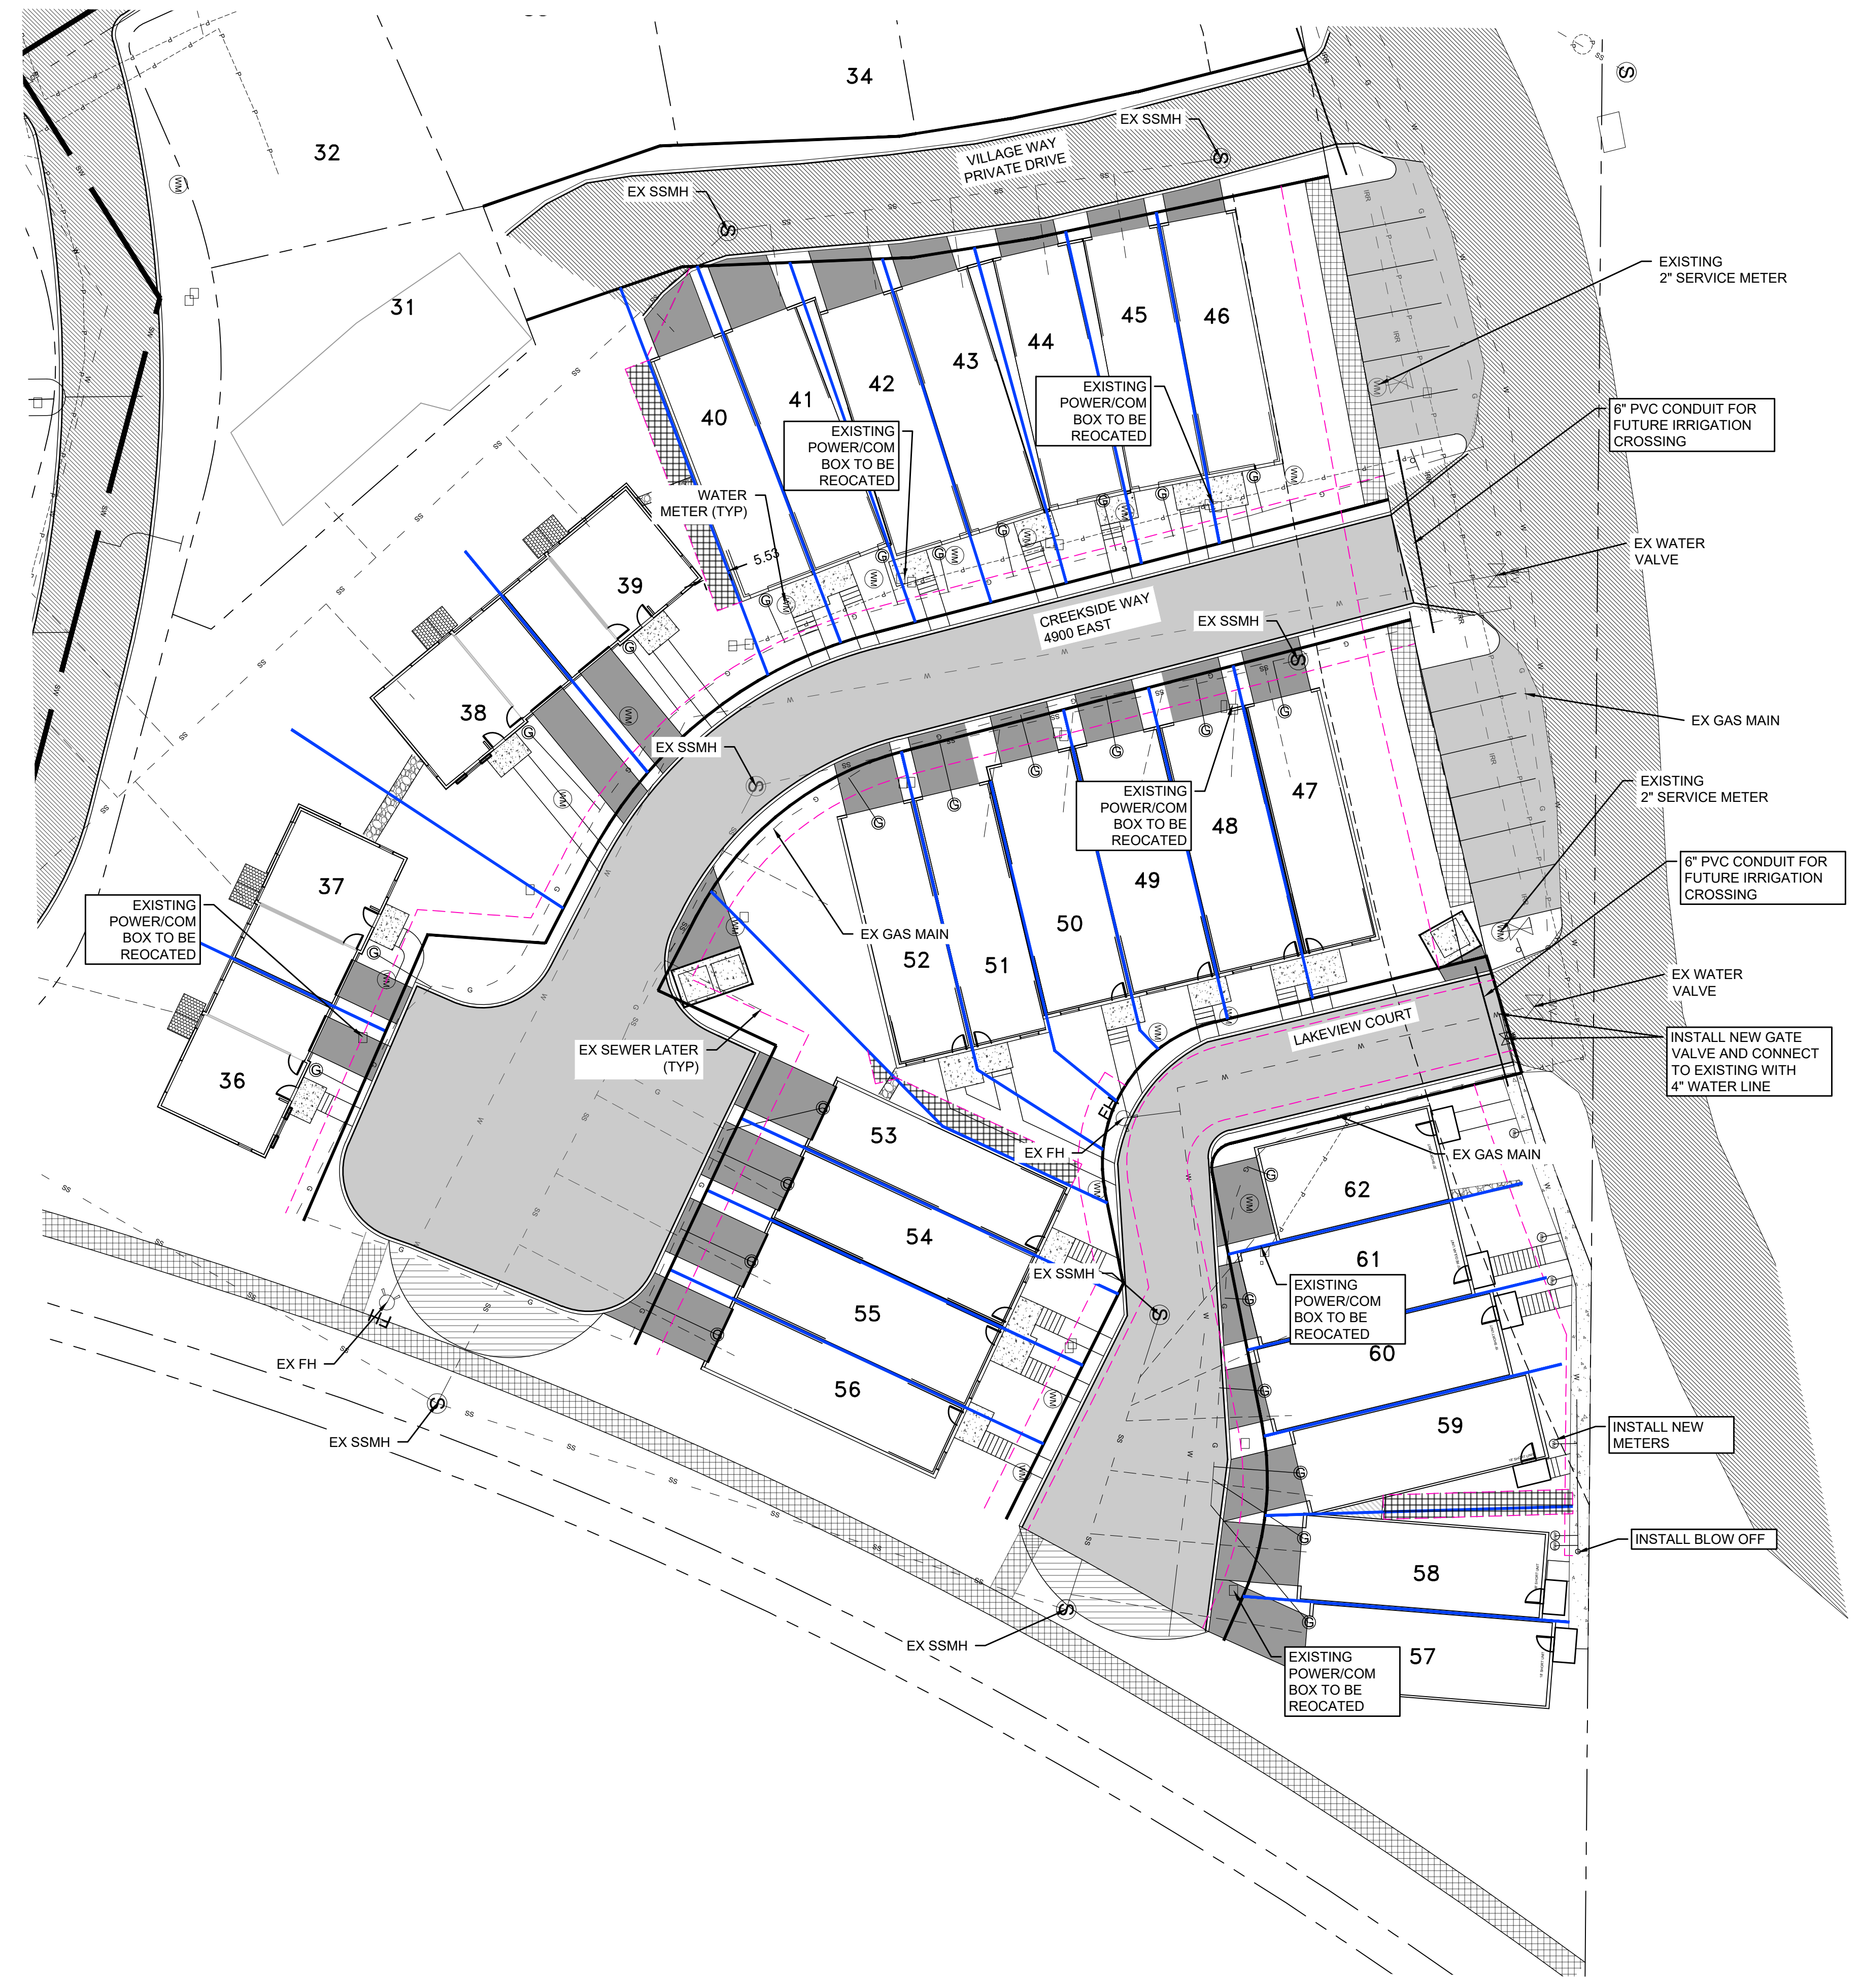 34
32
EX SSMH
VILLAGE WAY
PRIVATE DRIVE
EX SSMH
31
EXISTING
2" SERVICE METER
46
45
44
43
42
41
40
EXISTING
POWER/COM
BOX TO BE
REOCATED
EXISTING
POWER/COM
BOX TO BE
REOCATED
6" PVC CONDUIT FOR
FUTURE IRRIGATION
CROSSING
WATER
METER (TYP)
5.53
EX WATER
VALVE
39
CREEKSIDE WAY
4900 EAST
EX SSMH
38
EX SSMH
EX GAS MAIN
EXISTING
2" SERVICE METER
EXISTING
POWER/COM
BOX TO BE
REOCATED
47
48
49
50
51
52
6" PVC CONDUIT FOR
FUTURE IRRIGATION
CROSSING
37
EXISTING
POWER/COM
BOX TO BE
REOCATED
EX GAS MAIN
EX WATER
VALVE
LAKEVIEW COURT
INSTALL NEW GATE
VALVE AND CONNECT
TO EXISTING WITH
4" WATER LINE
EX SEWER LATER
(TYP)
36
FH
53
EX FH
EX GAS MAIN
62
54
61
EX SSMH
EXISTING
POWER/COM
BOX TO BE
REOCATED
55
60
FH
EX FH
56
59
EX SSMH
INSTALL NEW
METERS
INSTALL BLOW OFF
58
EX SSMH
57
EXISTING
POWER/COM
BOX TO BE
REOCATED